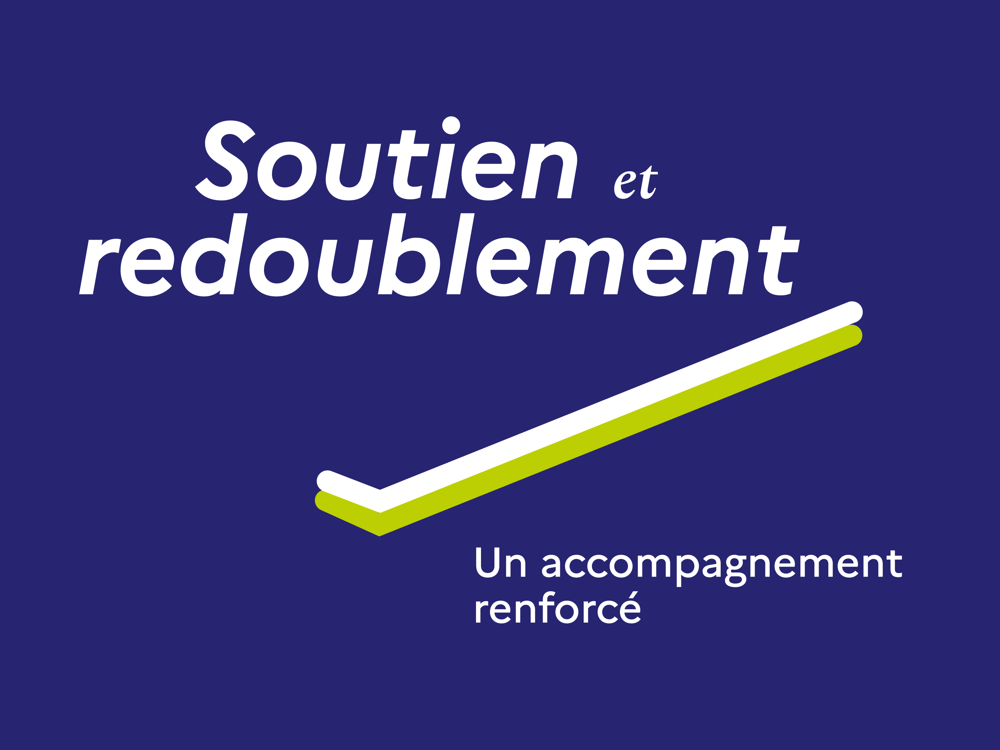 Soutien et
redoublement
Un accompagnement
renforcé